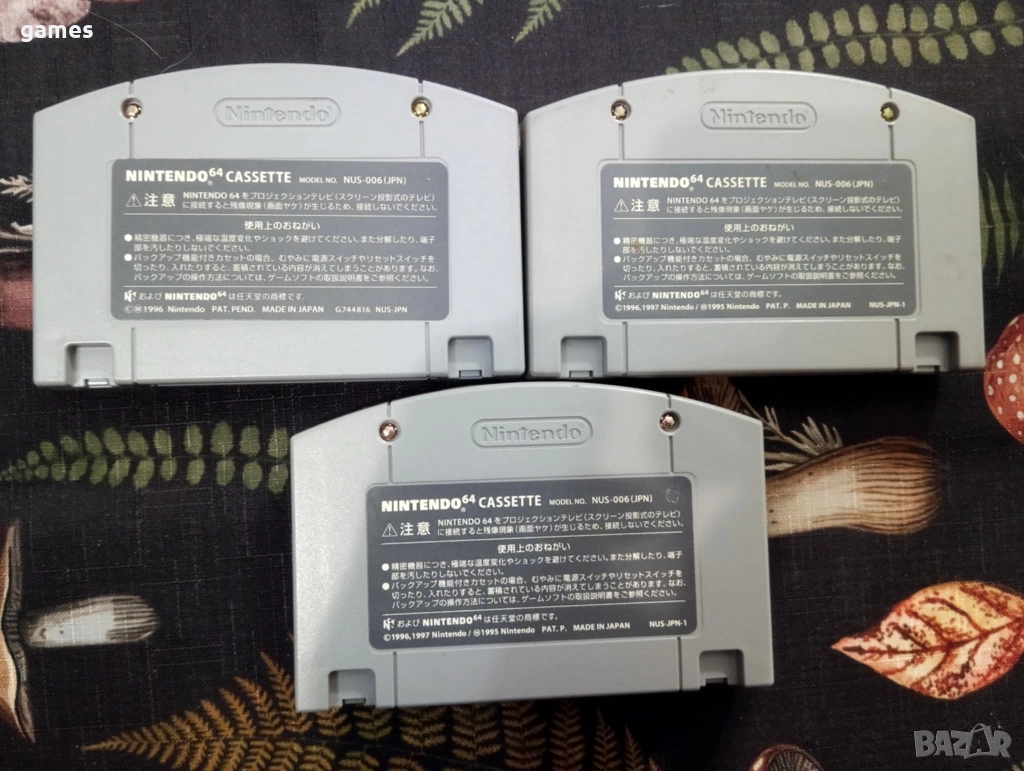 games
Nintendo
NINTENDO64 CASSETTE MODEL NO. NUS-006(JPN)
⚠注意 NINTENDO 64をプロジェクションテレビ(スクリーン投影式のテレビ)
に接続すると残像現象(画面ヤケ)が生じるため、接続しないでください。
使用上のおねがい
●精密機器につき、極端な温度変化やショックを避けてください。また分解したり、端子
部を汚したりしないでください。
●バックアップ機能付きカセットの場合、むやみに電源スイッチやリセットスイッチを
切ったり、入れたりすると、蓄積されている内容が消えてしまうことがあります。なお、
バックアップの操作方法については、ゲームソフトの取扱説明書をご参照ください。
および NINTENDO64 は任天堂の商標です。
©Ⓜ1996 Nintendo PAT. PEND. MADE IN JAPAN G744816 NUS-JPN
Nintendo
NINTENDO64 CASSETTE MODEL NO. NUS-006(JPN)
⚠注意 NINTENDO 64をプロジェクションテレビ(スクリーン投影式のテレビ)
に接続すると残像現象(画面ヤケ)が生じるため、接続しないでください。
使用上のおねがい
●精密機器につき、極端な温度変化やショックを避けてください。また分解したり、端子
部を汚したりしないでください。
●バックアップ機能付きカセットの場合、むやみに電源スイッチやリセットスイッチを
切ったり、入れたりすると、蓄積されている内容が消えてしまうことがあります。なお、
バックアップの操作方法については、ゲームソフトの取扱説明書をご参照ください。
および NINTENDO64 は任天堂の商標です。
©1996,1997 Nintendo / Ⓜ1995 Nintendo PAT. P. MADE IN JAPAN NUS-JPN-1
Nintendo
NINTENDO64 CASSETTE MODEL NO. NUS-006(JPN)
⚠注意 NINTENDO 64をプロジェクションテレビ(スクリーン投影式のテレビ)
に接続すると残像現象(画面ヤケ)が生じるため、接続しないでください。
使用上のおねがい
●精密機器につき、極端な温度変化やショックを避けてください。また分解したり、端子
部を汚したりしないでください。
●バックアップ機能付きカセットの場合、むやみに電源スイッチやリセットスイッチを
切ったり、入れたりすると、蓄積されている内容が消えてしまうことがあります。なお、
バックアップの操作方法については、ゲームソフトの取扱説明書をご参照ください。
および NINTENDO64 は任天堂の商標です。
©1996,1997 Nintendo / Ⓜ1995 Nintendo PAT. P. MADE IN JAPAN NUS-JPN-1
BAZAR